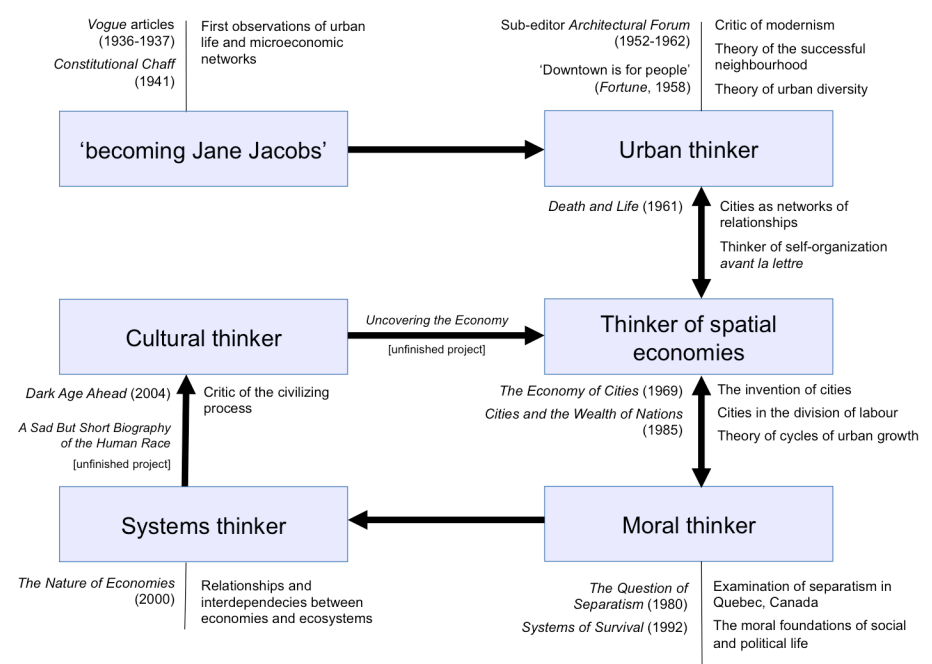 Vogue articles
(1936-1937)
Constitutional Chaff
(1941)
First observations of urban
life and microeconomic
networks
Sub-editor Architectural Forum
(1952-1962)
‘Downtown is for people’
(Fortune, 1958)
Critic of modernism
Theory of the successful
neighbourhood
Theory of urban diversity
‘becoming Jane Jacobs’
Urban thinker
Death and Life (1961)
Cities as networks of
relationships
Thinker of self-organization
avant la lettre
Cultural thinker
Uncovering the Economy
[unfinished project]
Thinker of spatial
economies
Dark Age Ahead (2004)
A Sad But Short Biography
of the Human Race
[unfinished project]
Critic of the civilizing
process
The Economy of Cities (1969)
Cities and the Wealth of Nations
(1985)
The invention of cities
Cities in the division of labour
Theory of cycles of urban growth
Systems thinker
Moral thinker
The Nature of Economies
(2000)
Relationships and
interdependecies between
economies and ecosystems
The Question of
Separatism (1980)
Systems of Survival (1992)
Examination of separatism in
Quebec, Canada
The moral foundations of social
and political life